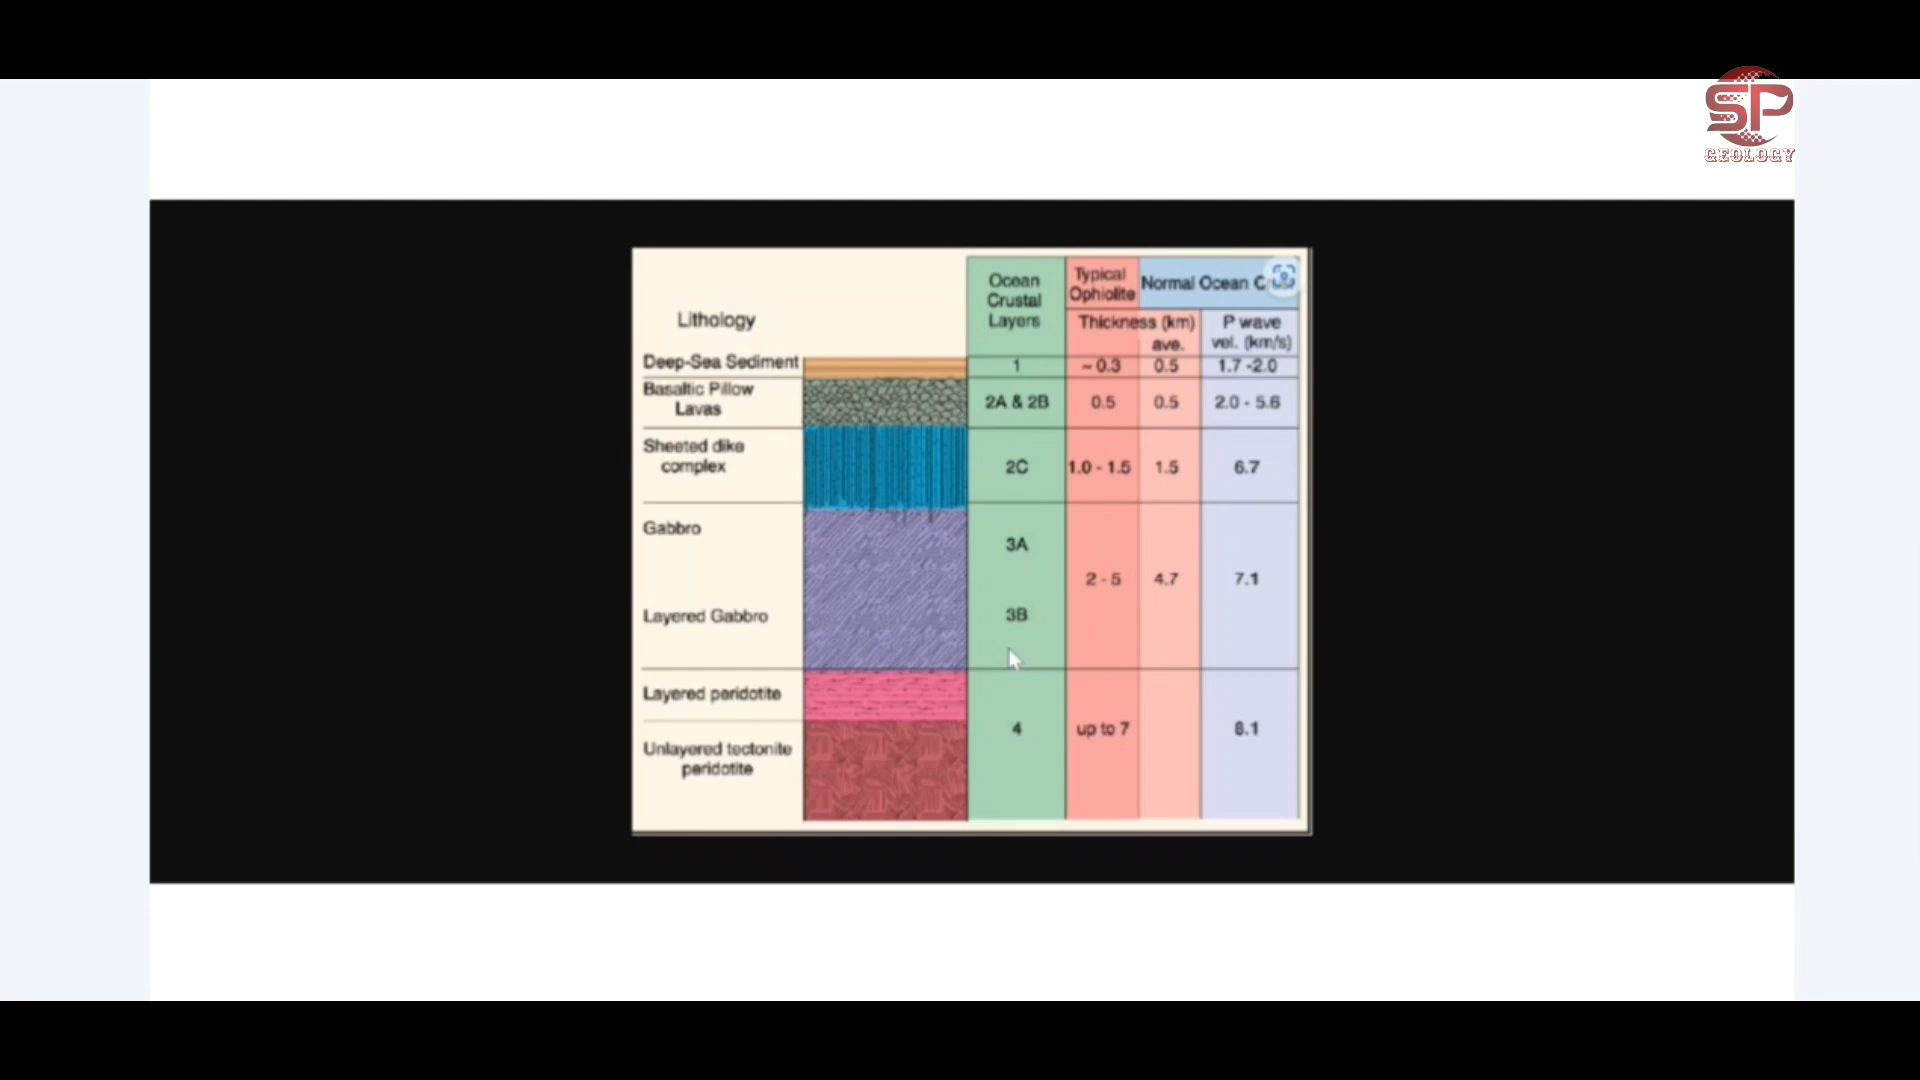 SP
GEOLOGY
Ocean
Crustal
Layers
Typical
Ophiolite
Normal Ocean
Lithology
Thickness (km)
ave.
P wave
vel. (km/s)
Deep-Sea Sediment
1
~ 0.3
0.5
1.7 -2.0
Basaltic Pillow
Lavas
2A & 2B
0.5
0.5
2.0 - 5.6
Sheeted dike
complex
2C
1.0 - 1.5
1.5
6.7
Gabbro
3A
2 - 5
4.7
7.1
Layered Gabbro
3B
Layered peridotite
4
up to 7
8.1
Unlayered tectonite
peridotite